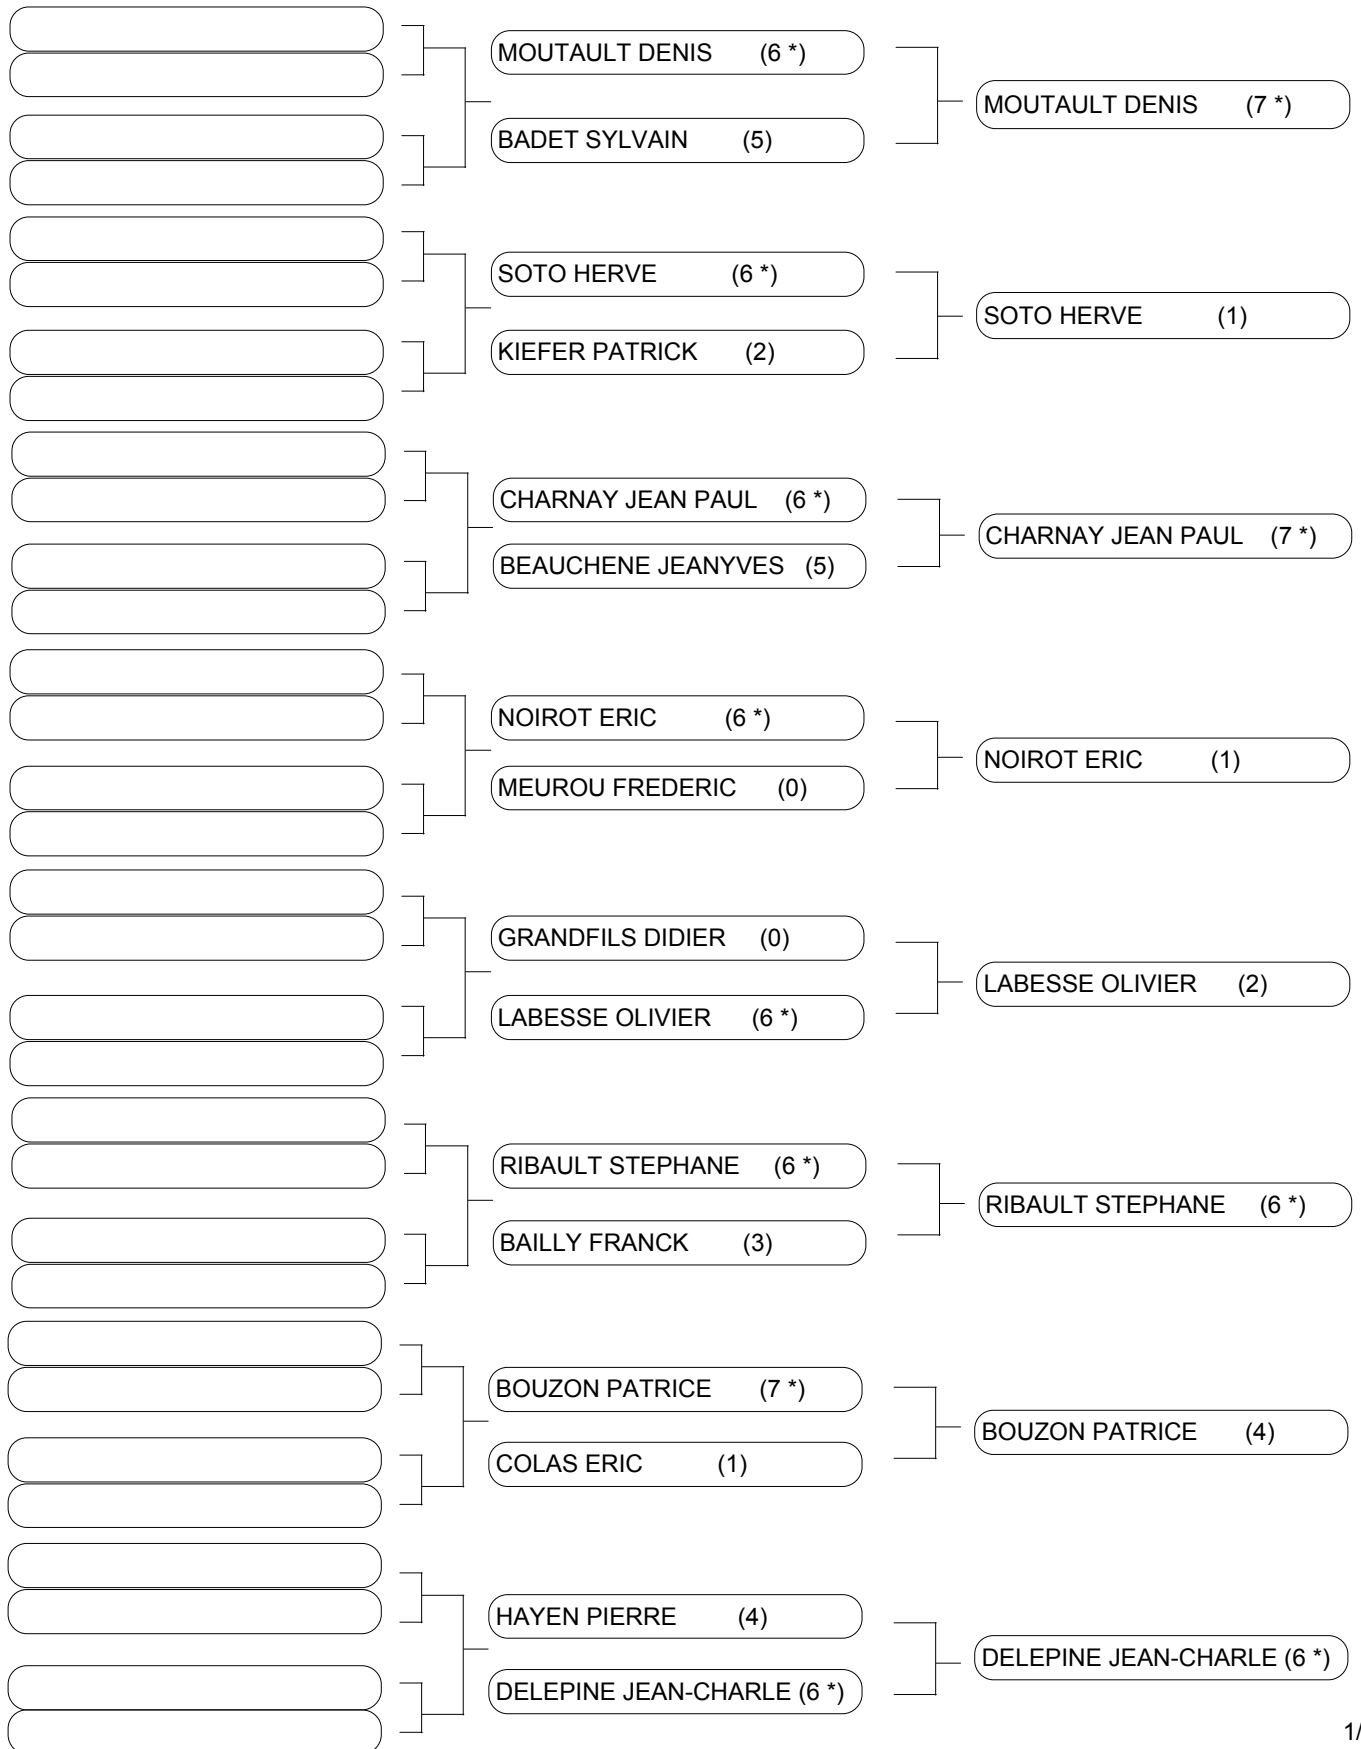 MOUTAULT DENIS (6 *)
MOUTAULT DENIS (7 *)
BADET SYLVAIN (5)
SOTO HERVE (6 *)
SOTO HERVE (1)
KIEFER PATRICK (2)
CHARNAY JEAN PAUL (6 *)
CHARNAY JEAN PAUL (7 *)
BEAUCHENE JEANYVES (5)
NOIROT ERIC (6 *)
NOIROT ERIC (1)
MEUROU FREDERIC (0)
GRANDFILS DIDIER (0)
LABESSE OLIVIER (2)
LABESSE OLIVIER (6 *)
RIBAULT STEPHANE (6 *)
RIBAULT STEPHANE (6 *)
BAILLY FRANCK (3)
BOUZON PATRICE (7 *)
BOUZON PATRICE (4)
COLAS ERIC (1)
HAYEN PIERRE (4)
DELEPINE JEAN-CHARLE (6 *)
DELEPINE JEAN-CHARLE (6 *)
1/